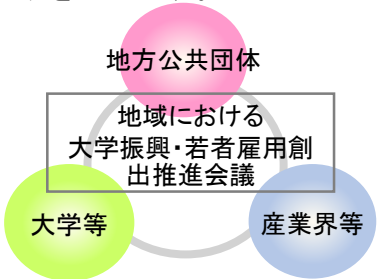 地方公共団体
地域における
大学振興・若者雇用創
出推進会議
大学等
産業界等